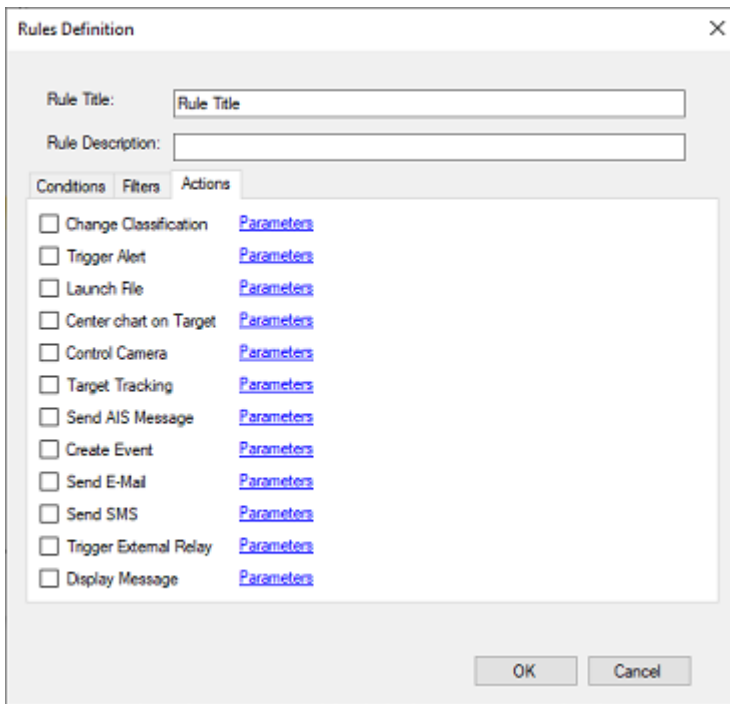 Rules Definition
Rule Title: Rule Title
Rule Description:
Conditions Filters Actions
Change Classification Parameters
Trigger Alert Parameters
Launch File Parameters
Center chart on Target Parameters
Control Camera Parameters
Target Tracking Parameters
Send AIS Message Parameters
Create Event Parameters
Send E-Mail Parameters
Send SMS Parameters
Trigger External Relay Parameters
Display Message Parameters
OK Cancel